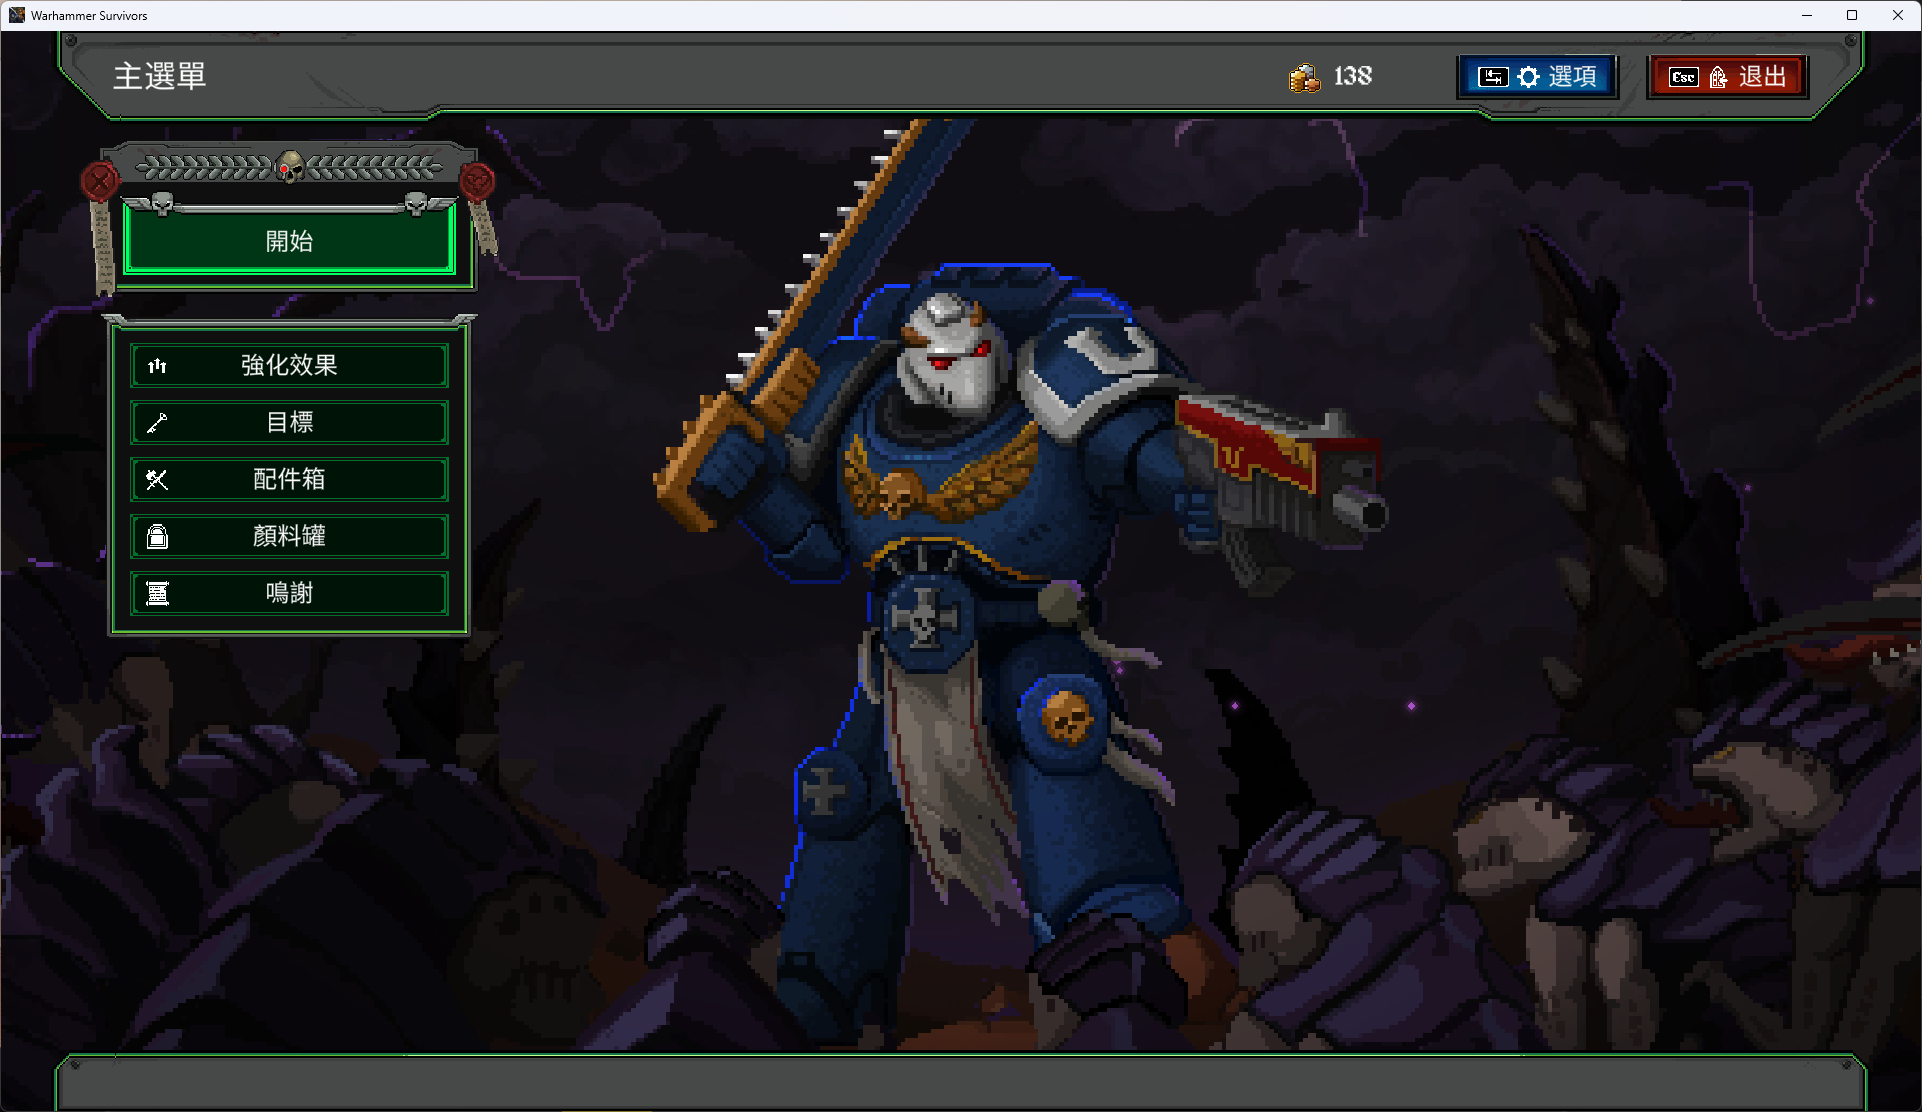 Warhammer Survivors
主選單
138
選項
Esc
退出
開始
強化效果
目標
配件箱
顏料罐
鳴謝